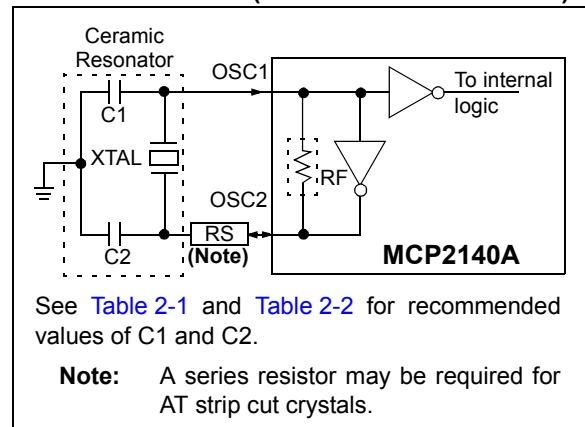 Ceramic
Resonator
OSC1
To internal
logic
C1
XTAL
RF
OSC2
RS
(Note)
C2
MCP2140A
See Table 2-1 and Table 2-2 for recommended
values of C1 and C2.
Note: A series resistor may be required for
AT strip cut crystals.